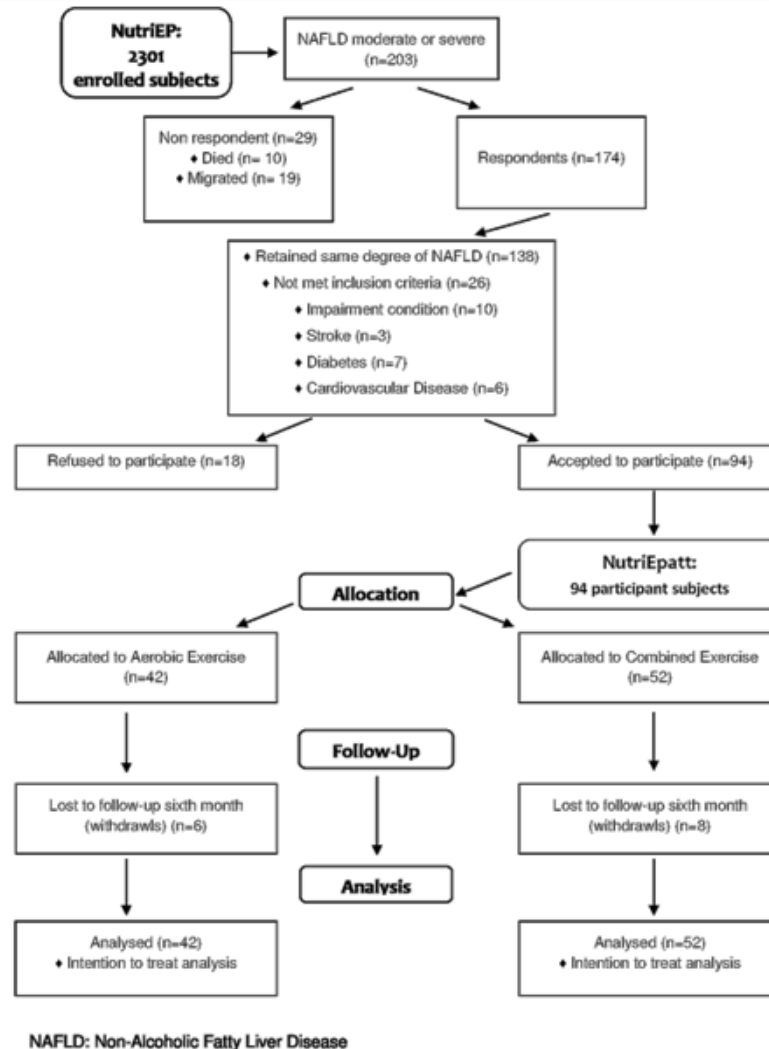 NutriEP:
2301
enrolled subjects
NAFLD moderate or severe
(n=203)
Non respondent (n=29)
♦ Died (n= 10)
♦ Migrated (n= 19)
Respondents (n=174)
♦ Retained same degree of NAFLD (n=138)
♦ Not met inclusion criteria (n=26)
♦ Impairment condition (n=10)
♦ Stroke (n=3)
♦ Diabetes (n=7)
♦ Cardiovascular Disease (n=6)
Refused to participate (n=18)
Accepted to participate (n=94)
NutriEpatt:
94 participant subjects
Allocation
Allocated to Aerobic Exercise
(n=42)
Allocated to Combined Exercise
(n=52)
Follow-Up
Lost to follow-up sixth month
(withdrawls) (n=6)
Lost to follow-up sixth month
(withdrawls) (n=8)
Analysis
Analysed (n=42)
♦ Intention to treat analysis
Analysed (n=52)
♦ Intention to treat analysis
NAFLD: Non-Alcoholic Fatty Liver Disease